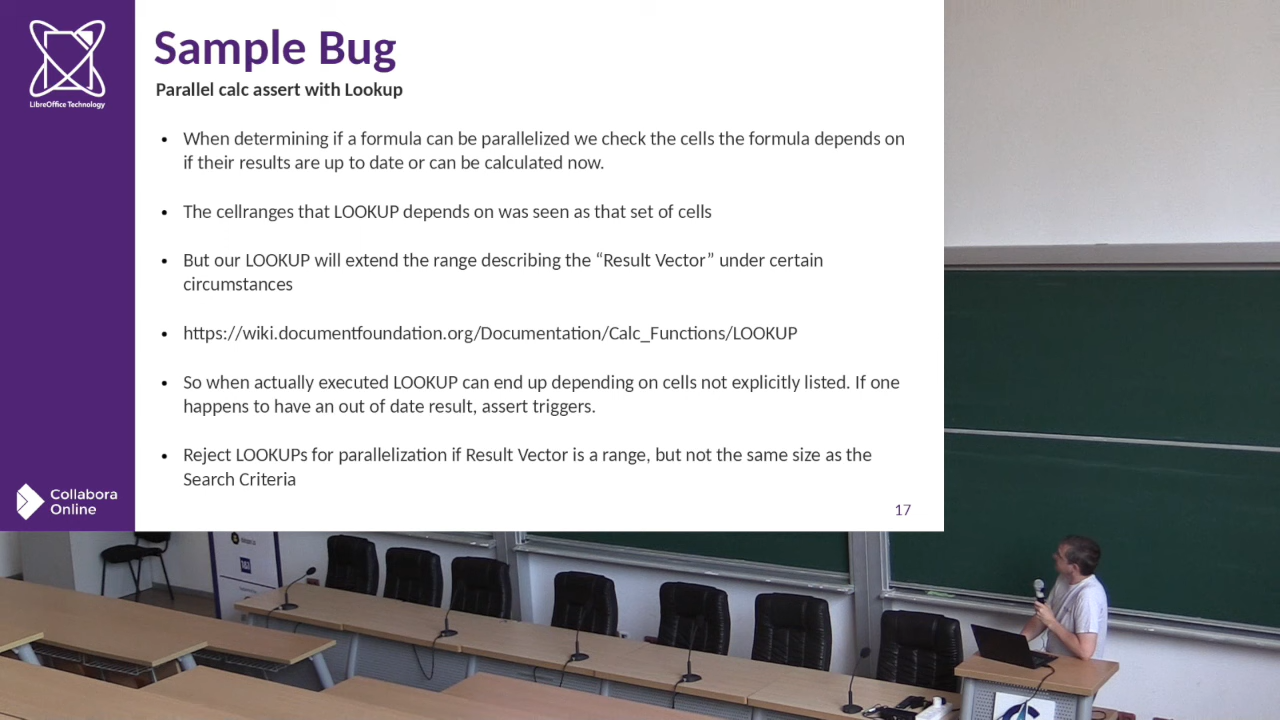 LibreOffice Technology
Sample Bug
Parallel calc assert with Lookup
• When determining if a formula can be parallelized we check the cells the formula depends on
if their results are up to date or can be calculated now.
• The cellranges that LOOKUP depends on was seen as that set of cells
• But our LOOKUP will extend the range describing the “Result Vector” under certain
circumstances
• https://wiki.documentfoundation.org/Documentation/Calc_Functions/LOOKUP
• So when actually executed LOOKUP can end up depending on cells not explicitly listed. If one
happens to have an out of date result, assert triggers.
• Reject LOOKUPs for parallelization if Result Vector is a range, but not the same size as the
Search Criteria
Collabora
Online
17